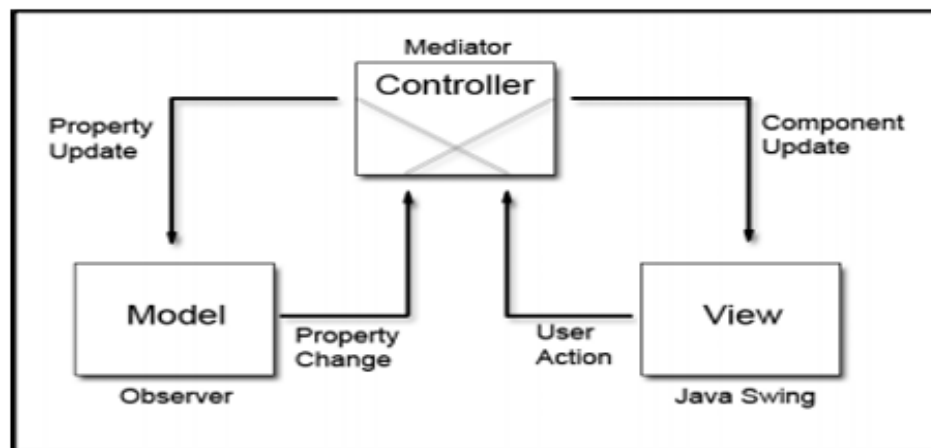 Mediator
Controller
Property
Update
Component
Update
Model
Property
Change
User
Action
View
Observer
Java Swing